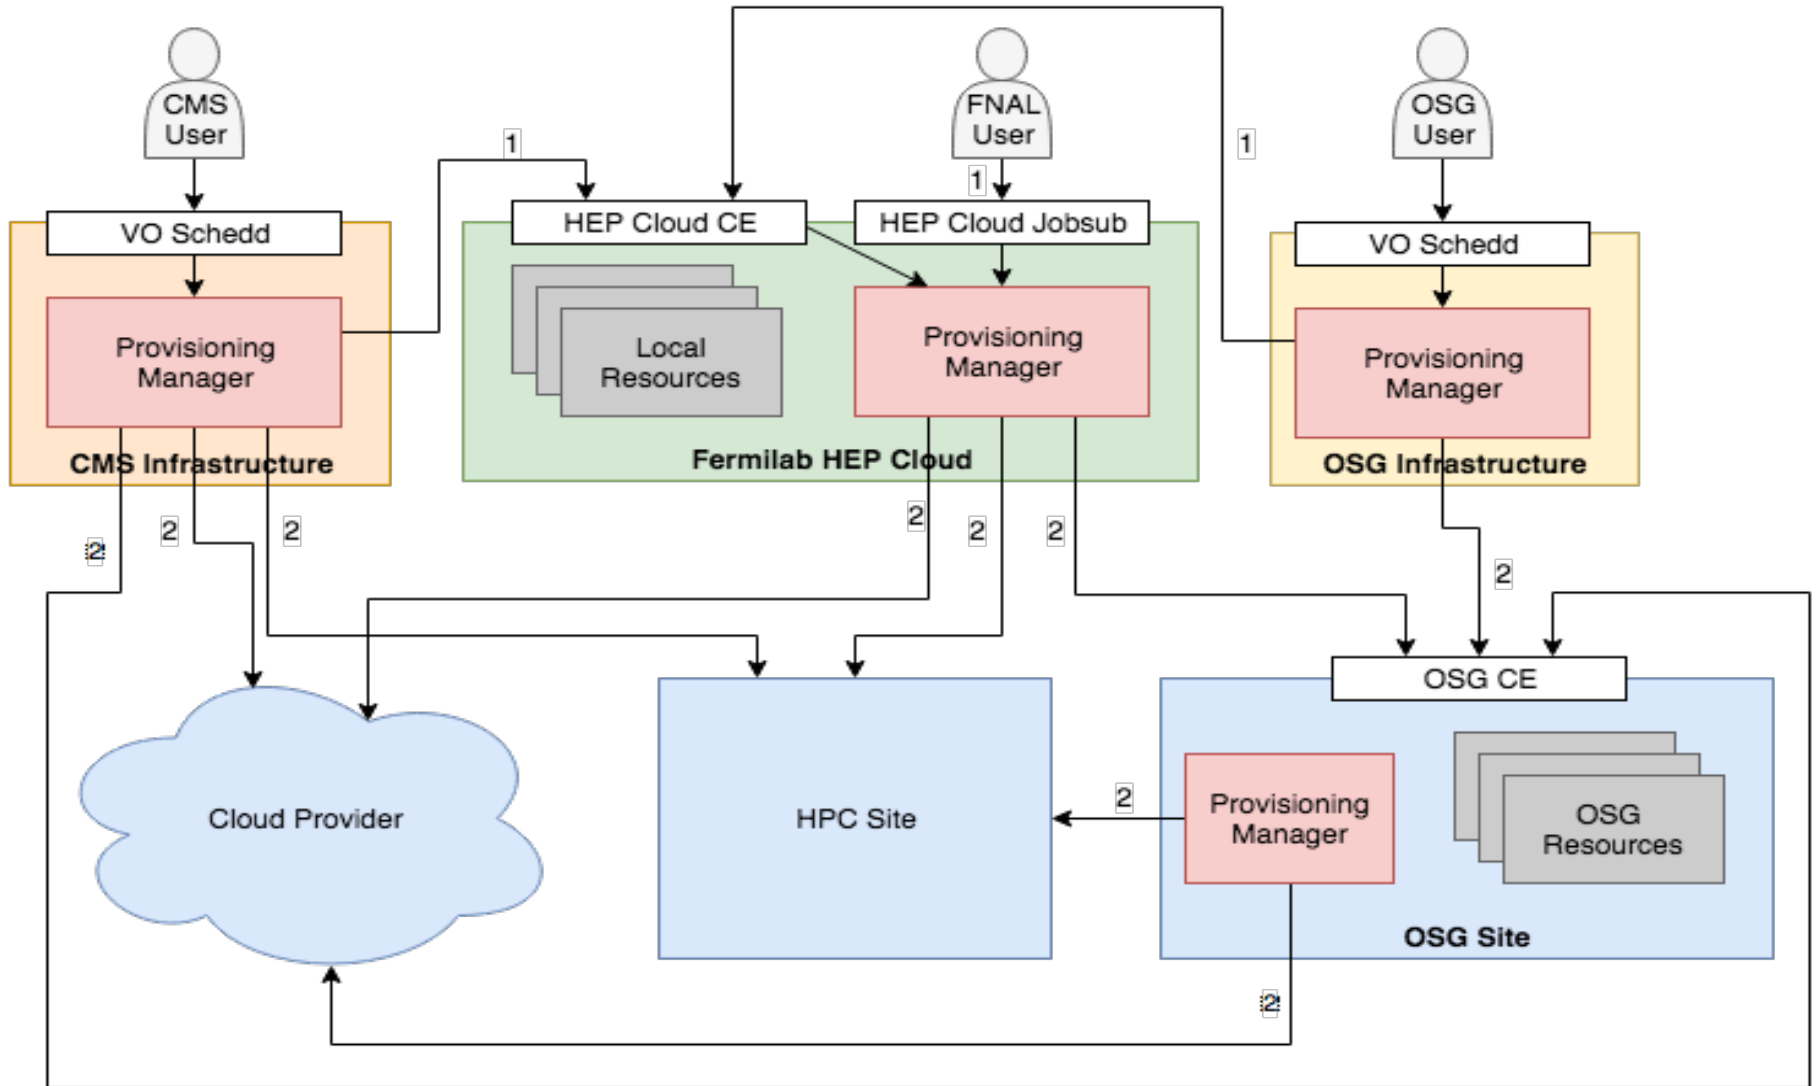 CMS
User
FNAL
User
OSG
User
1
1
1
VO Schedd
HEP Cloud CE
HEP Cloud Jobsub
VO Schedd
Provisioning
Manager
Local
Resources
Provisioning
Manager
Provisioning
Manager
CMS Infrastructure
Fermilab HEP Cloud
OSG Infrastructure
2
2
2
2
2
2
2
OSG CE
Cloud Provider
HPC Site
2
Provisioning
Manager
OSG
Resources
OSG Site
2